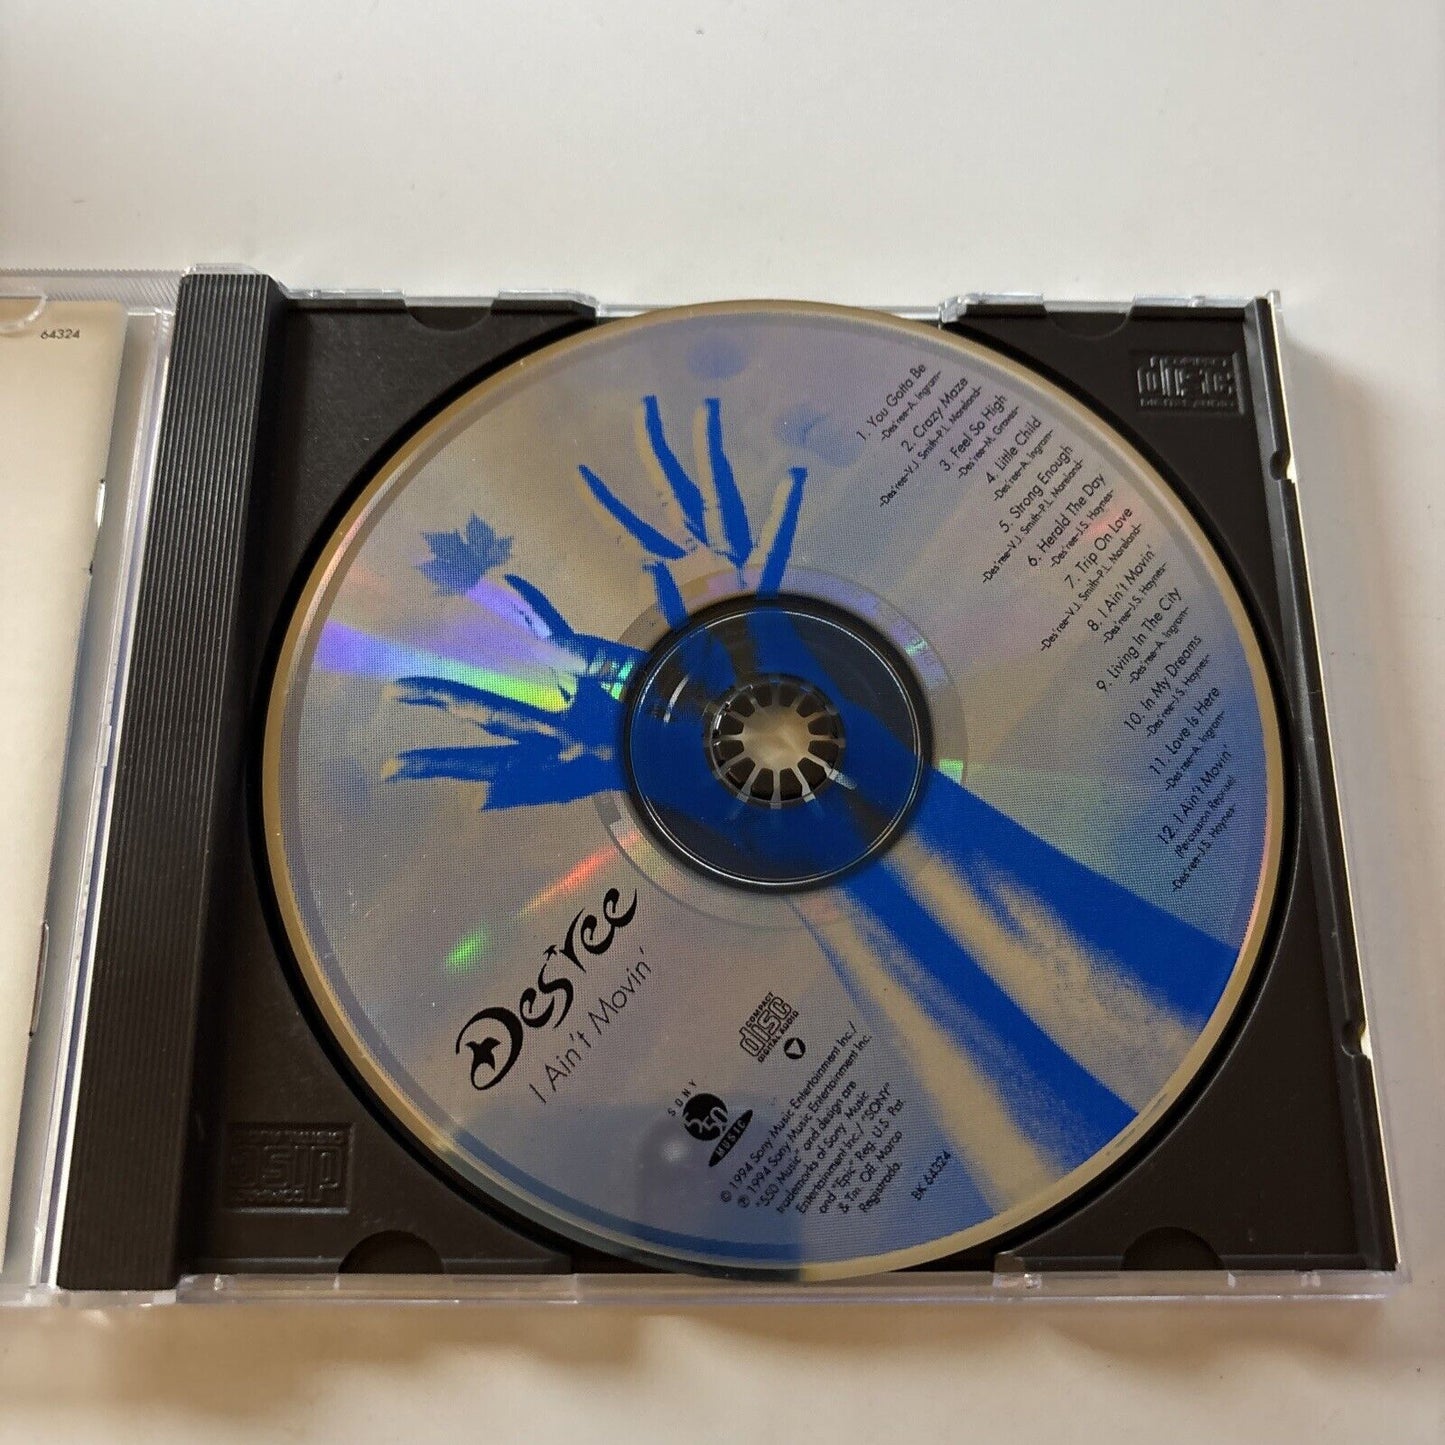 64324
COMPACT
disc
DIGITAL AUDIO
1. You Gotta Be
-Des'ree-A. Ingram-
2. Crazy Maze
-Des'ree-V.J. Smith-P.L. Moreland-
3. Feel So High
-Des'ree-M. Graves-
4. Little Child
-Des'ree-A. Ingram-
5. Strong Enough
-Des'ree-V.J. Smith-P.L. Moreland-
6. Herald The Day
-Des'ree-J.S. Haynes-
7. Trip On Love
-Des'ree-V.J. Smith-P.L. Moreland-
8. I Ain't Movin'
-Des'ree-J.S. Haynes-
9. Living In The City
-Des'ree-A. Ingram-
10. In My Dreams
-Des'ree-J.S. Haynes-
11. Love Is Here
-Des'ree-A. Ingram-
12. I Ain't Movin'
(Percussion Reprise)
-Des'ree-J.S. Haynes-
Des'ree
I Ain't Movin'
COMPACT
disc
DIGITAL AUDIO
SONY
550
MUSIC
© 1994 Sony Music Entertainment Inc./
℗ 1994 Sony Music Entertainment Inc.
"550 Music" and design are
trademarks of Sony Music
Entertainment Inc./ "SONY"
and "Epic" Reg. U.S. Pat.
& Tm. Off. Marca
Registrada.
BK 64324
COMPACT
disc